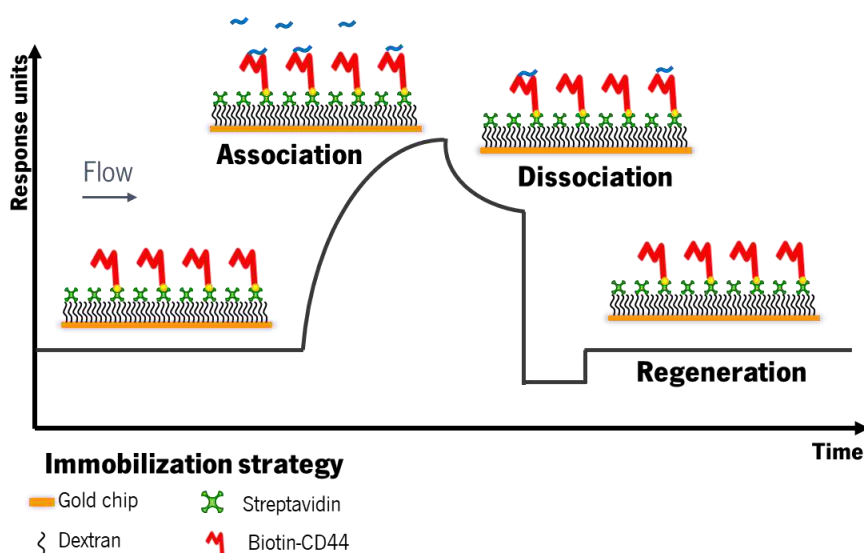 Response units
Flow
Association
Dissociation
Regeneration
Time
Immobilization strategy
Gold chip
Streptavidin
Dextran
Biotin-CD44